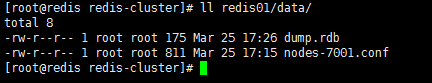 [root@redis redis-cluster]# ll redis01/data/
total 8
-rw-r--r-- 1 root root 175 Mar 25 17:26 dump.rdb
-rw-r--r-- 1 root root 811 Mar 25 17:15 nodes-7001.conf
[root@redis redis-cluster]#